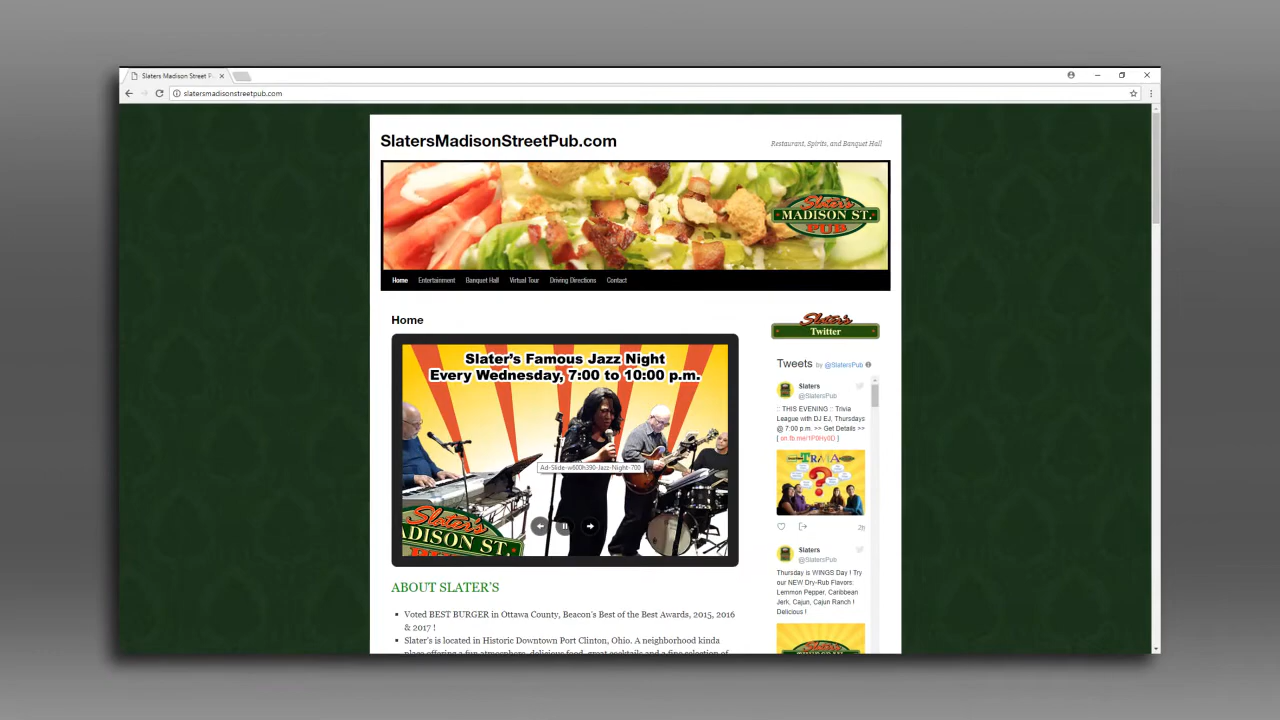 Slaters Madison Street P
slatersmadisonstreetpub.com
SlatersMadisonStreetPub.com
Restaurant, Spirits, and Banquet Hall
Slater's
MADISON ST.
PUB
Home Entertainment Banquet Hall Virtual Tour Driving Directions Contact
Home
Slater's Famous Jazz Night
Every Wednesday, 7:00 to 10:00 p.m.
Ad-Slide-w600h390-Jazz-Night-700
Slater's
MADISON ST.
ABOUT SLATER'S
Voted BEST BURGER in Ottawa County, Beacon's Best of the Best Awards, 2015, 2016
& 2017 !
Slater's is located in Historic Downtown Port Clinton, Ohio. A neighborhood kinda
place offering a fun atmosphere, delicious food, great cocktails and a fine selection of
Slater's
Twitter
Tweets by @SlatersPub
Slaters
@SlatersPub
:: THIS EVENING :: Trivia
League with DJ EJ, Thursdays
@ 7:00 p.m. >> Get Details >>
[ on.fb.me/1P0Hy0D ]
TRIVIA
2h
Slaters
@SlatersPub
Thursday is WINGS Day ! Try
our NEW Dry-Rub Flavors:
Lemmon Pepper, Caribbean
Jerk, Cajun, Cajun Ranch !
Delicious !